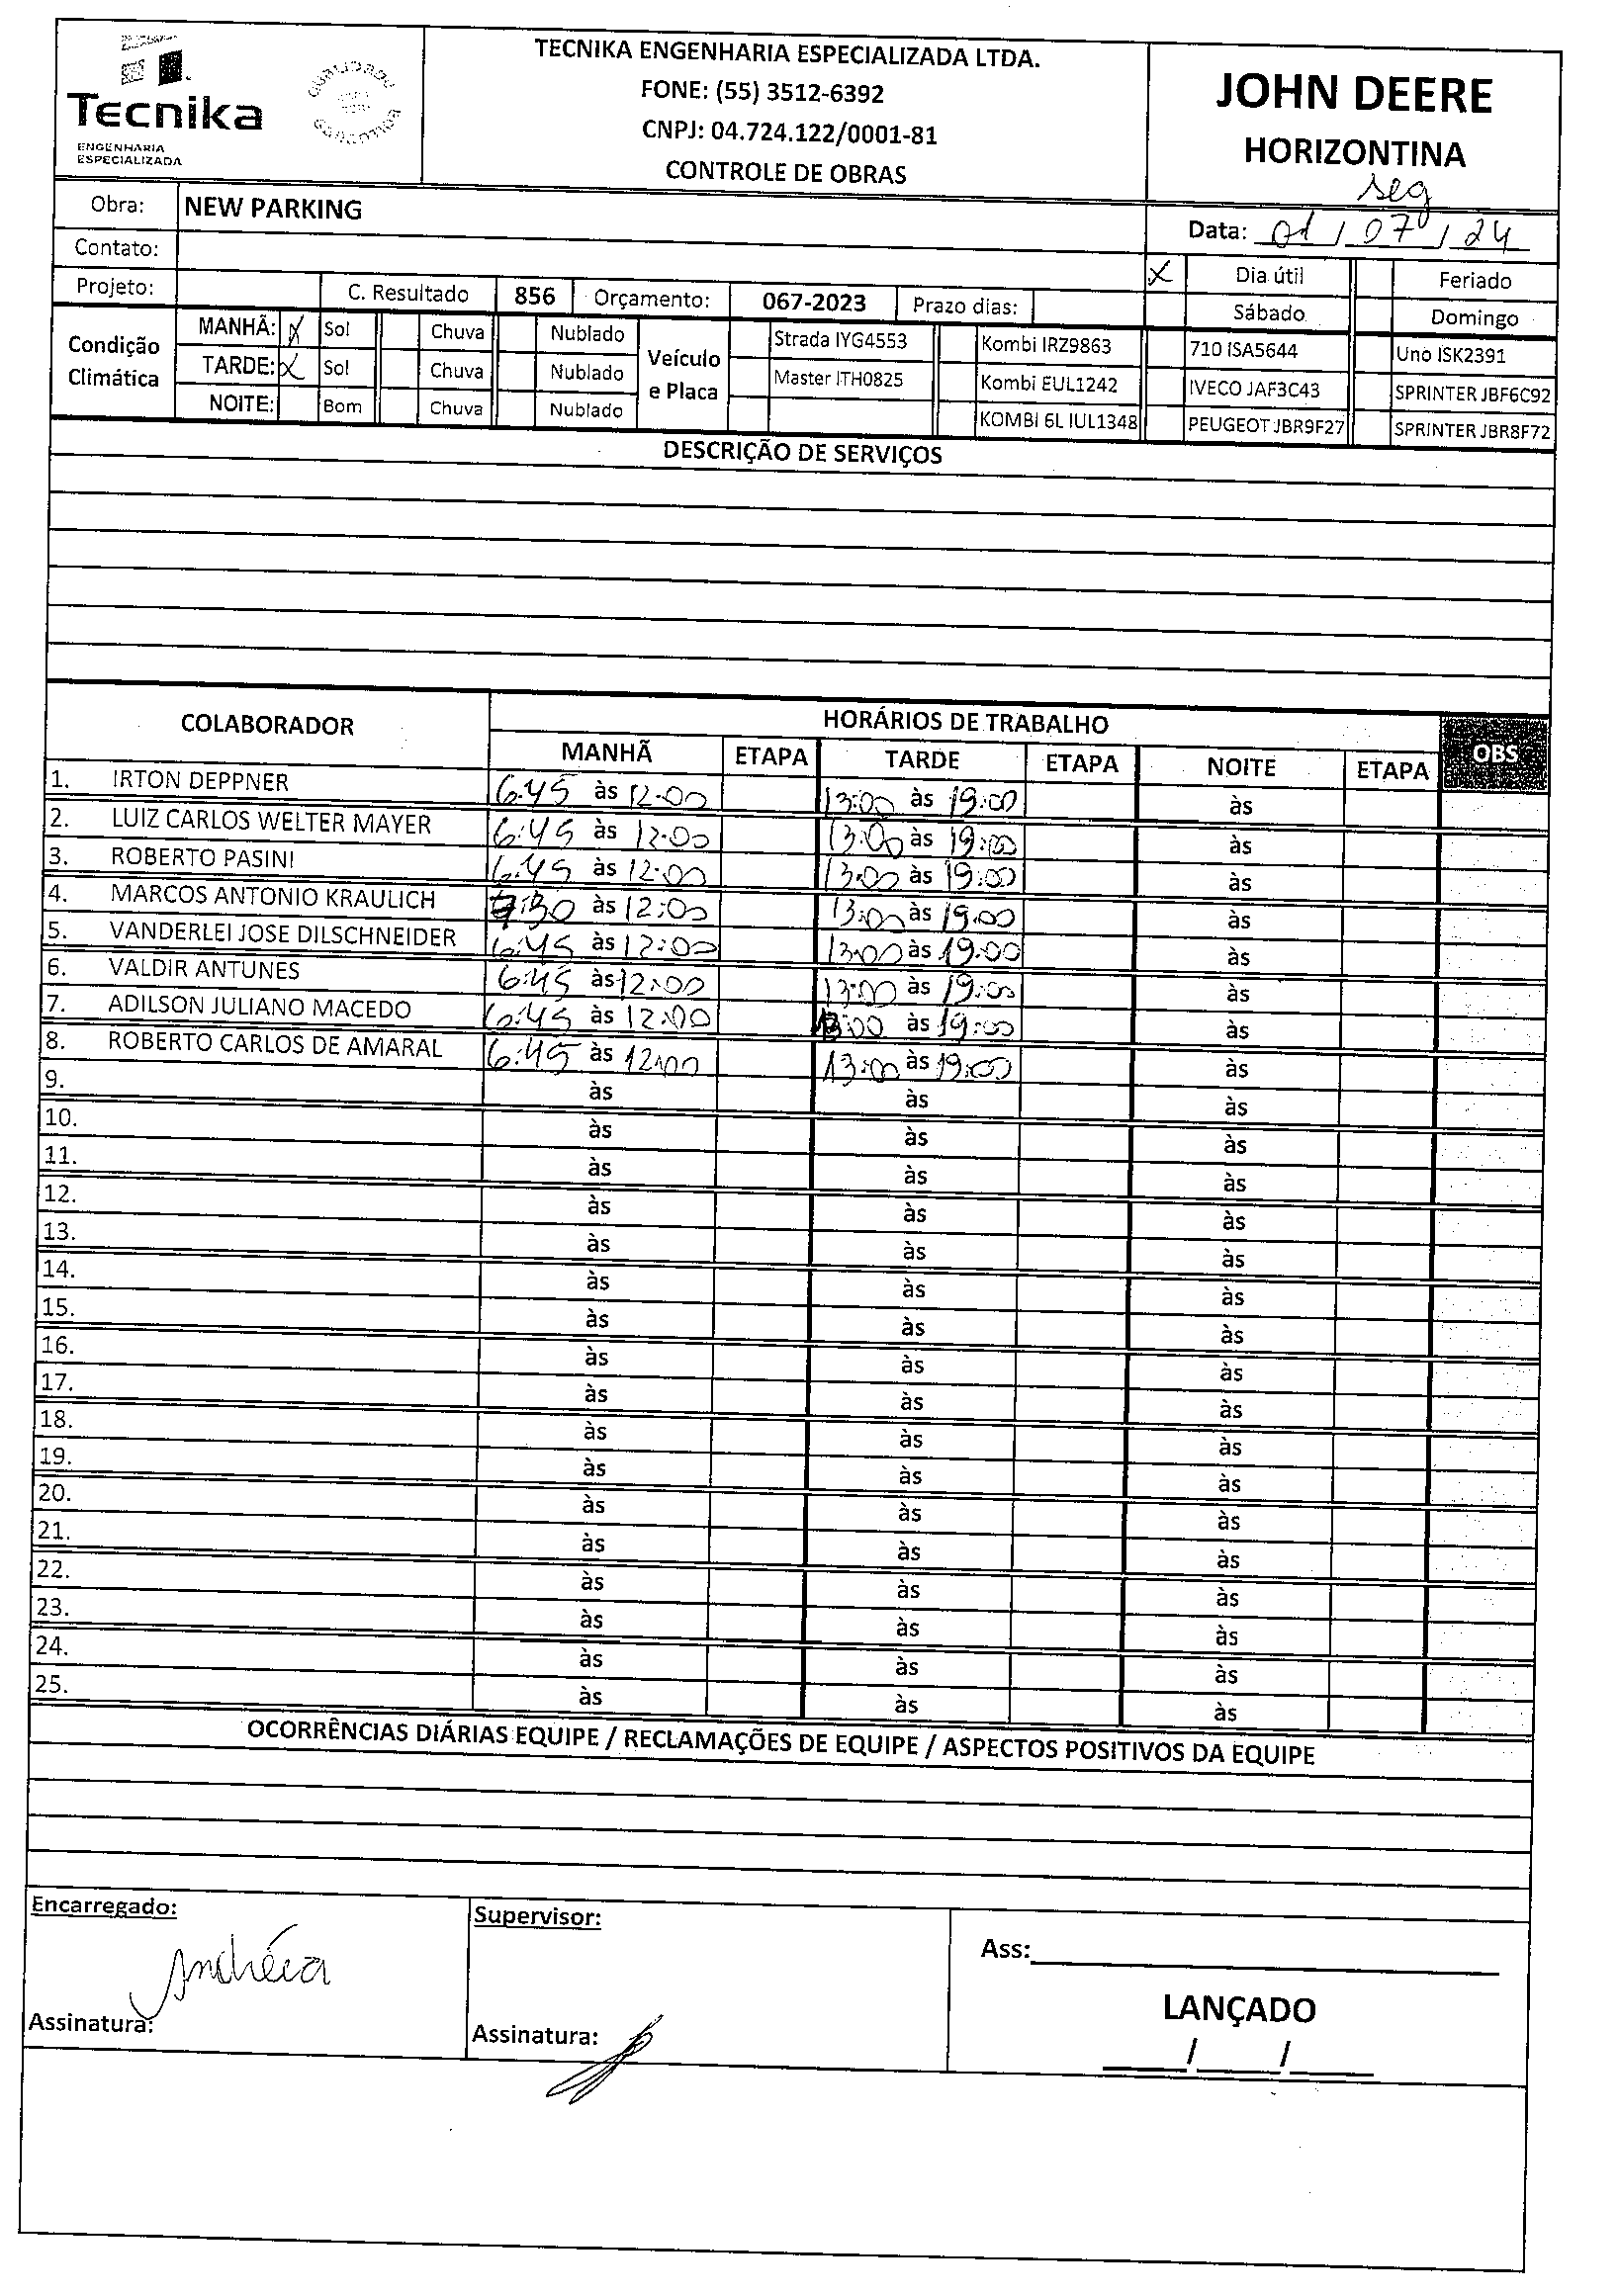 Tecnika
ENGENHARIA
ESPECIALIZADA
QUALIDADE
GARANTIDA
TECNIKA ENGENHARIA ESPECIALIZADA LTDA.
FONE: (55) 3512-6392
CNPJ: 04.724.122/0001-81
CONTROLE DE OBRAS
JOHN DEERE
HORIZONTINA
seg
Obra: NEW PARKING
Data: 01 / 07 / 24
Contato:
X Dia útil Feriado
Projeto: C. Resultado 856 Orçamento: 067-2023 Prazo dias:
Sábado Domingo
Condição Climática
MANHÃ: X Sol Chuva Nublado
TARDE: X Sol Chuva Nublado
NOITE: Bom Chuva Nublado
Veículo e Placa
Strada IYG4553 Kombi IRZ9863 710 ISA5644 Uno ISK2391
Master ITH0825 Kombi EUL1242 IVECO JAF3C43 SPRINTER JBF6C92
KOMBI 6L IUL1348 PEUGEOT JBR9F27 SPRINTER JBR8F72
DESCRIÇÃO DE SERVIÇOS
COLABORADOR HORÁRIOS DE TRABALHO OBS
MANHÃ ETAPA TARDE ETAPA NOITE ETAPA
1. IRTON DEPPNER 6:45 às 12:00 13:00 às 19:00 às
2. LUIZ CARLOS WELTER MAYER 6:45 às 12:00 13:00 às 19:00 às
3. ROBERTO PASINI 6:45 às 12:00 13:00 às 19:00 às
4. MARCOS ANTONIO KRAULICH 7:30 às 12:00 13:00 às 19:00 às
5. VANDERLEI JOSE DILSCHNEIDER 6:45 às 12:00 13:00 às 19:00 às
6. VALDIR ANTUNES 6:45 às 12:00 13:00 às 19:00 às
7. ADILSON JULIANO MACEDO 6:45 às 12:00 13:00 às 19:00 às
8. ROBERTO CARLOS DE AMARAL 6:45 às 12:00 13:00 às 19:00 às
9. às às às
10. às às às
11. às às às
12. às às às
13. às às às
14. às às às
15. às às às
16. às às às
17. às às às
18. às às às
19. às às às
20. às às às
21. às às às
22. às às às
23. às às às
24. às às às
25. às às às
OCORRÊNCIAS DIÁRIAS EQUIPE / RECLAMAÇÕES DE EQUIPE / ASPECTOS POSITIVOS DA EQUIPE
Encarregado:
Andréia
Assinatura:
Supervisor:
Assinatura:
Ass:
LANÇADO
/ /